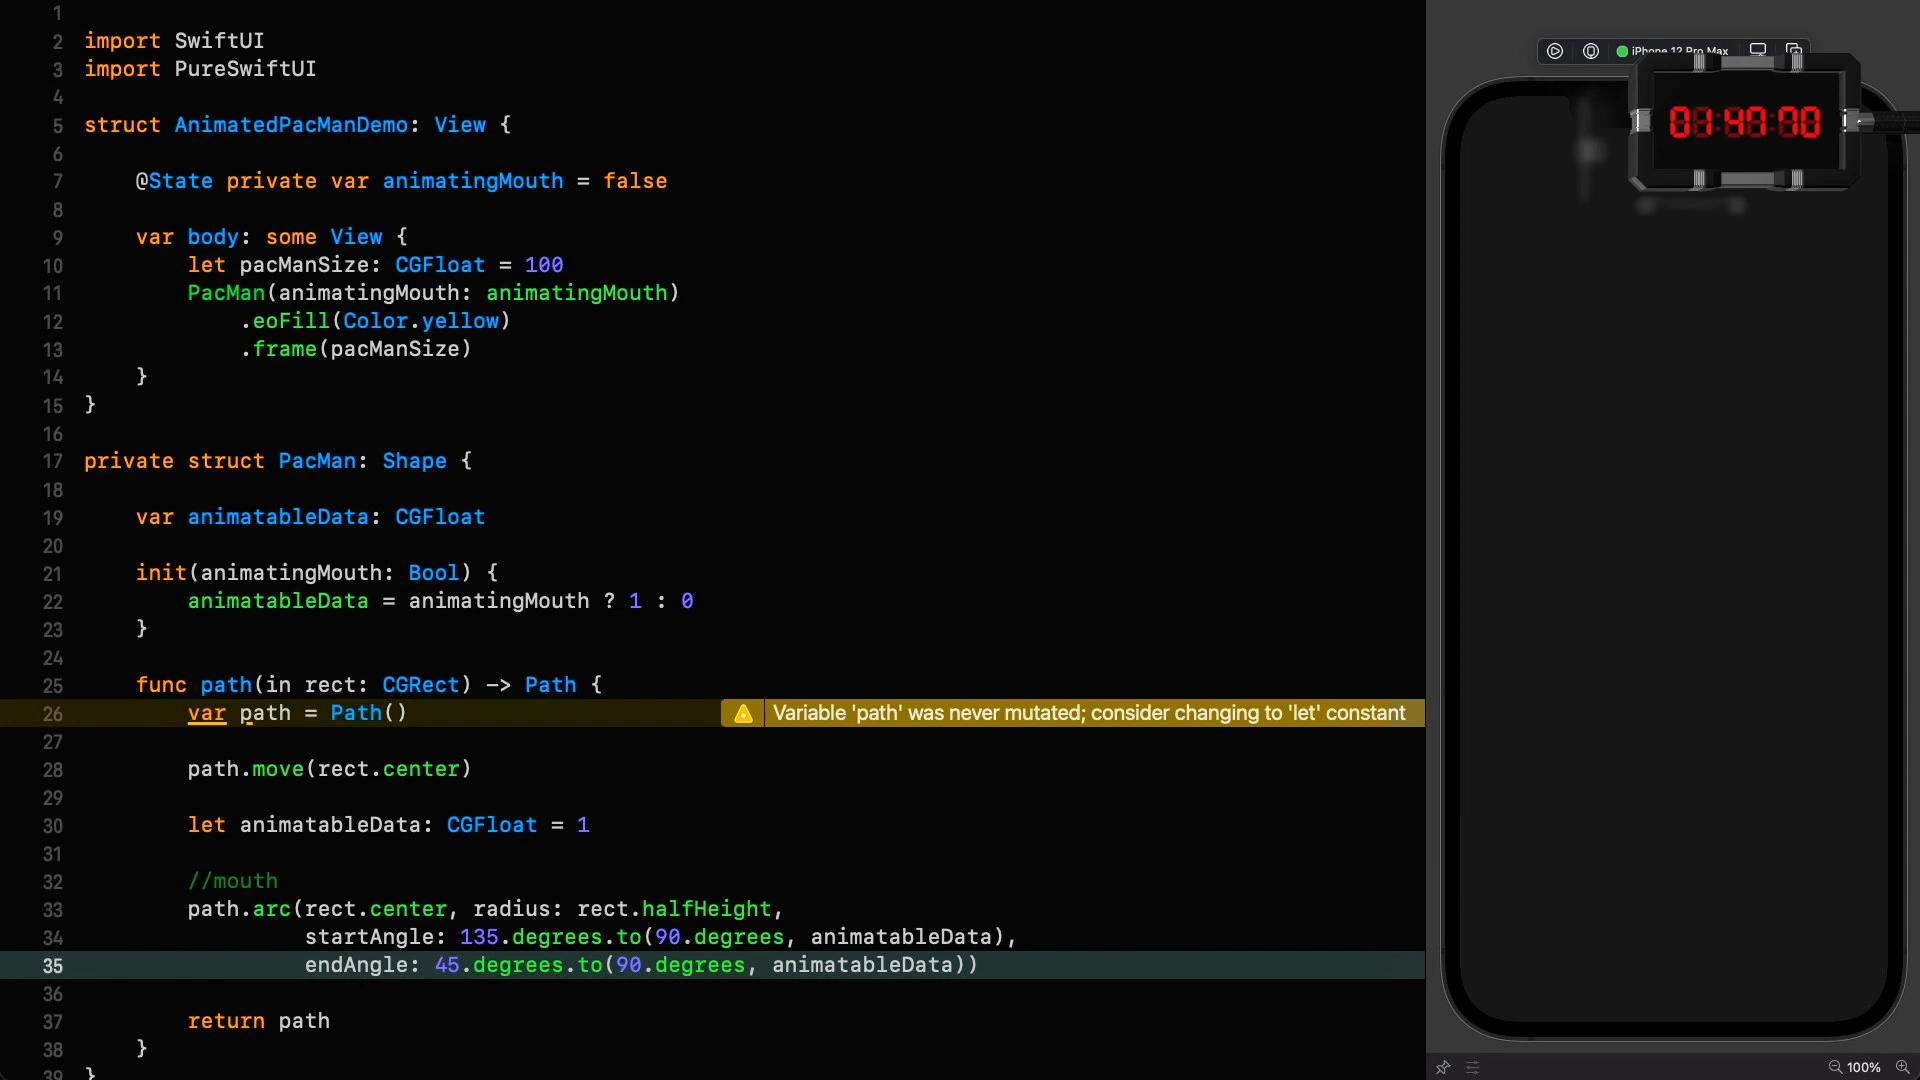 1
2 import SwiftUI
3 import PureSwiftUI
4
5 struct AnimatedPacManDemo: View {
6
7 @State private var animatingMouth = false
8
9 var body: some View {
10 let pacManSize: CGFloat = 100
11 PacMan(animatingMouth: animatingMouth)
12 .eoFill(Color.yellow)
13 .frame(pacManSize)
14 }
15 }
16
17 private struct PacMan: Shape {
18
19 var animatableData: CGFloat
20
21 init(animatingMouth: Bool) {
22 animatableData = animatingMouth ? 1 : 0
23 }
24
25 func path(in rect: CGRect) -> Path {
26 var path = Path() Variable 'path' was never mutated; consider changing to 'let' constant
27
28 path.move(rect.center)
29
30 let animatableData: CGFloat = 1
31
32 //mouth
33 path.arc(rect.center, radius: rect.halfHeight,
34 startAngle: 135.degrees.to(90.degrees, animatableData),
35 endAngle: 45.degrees.to(90.degrees, animatableData))
36
37 return path
38 }
39 }
iPhone 12 Pro Max
100%